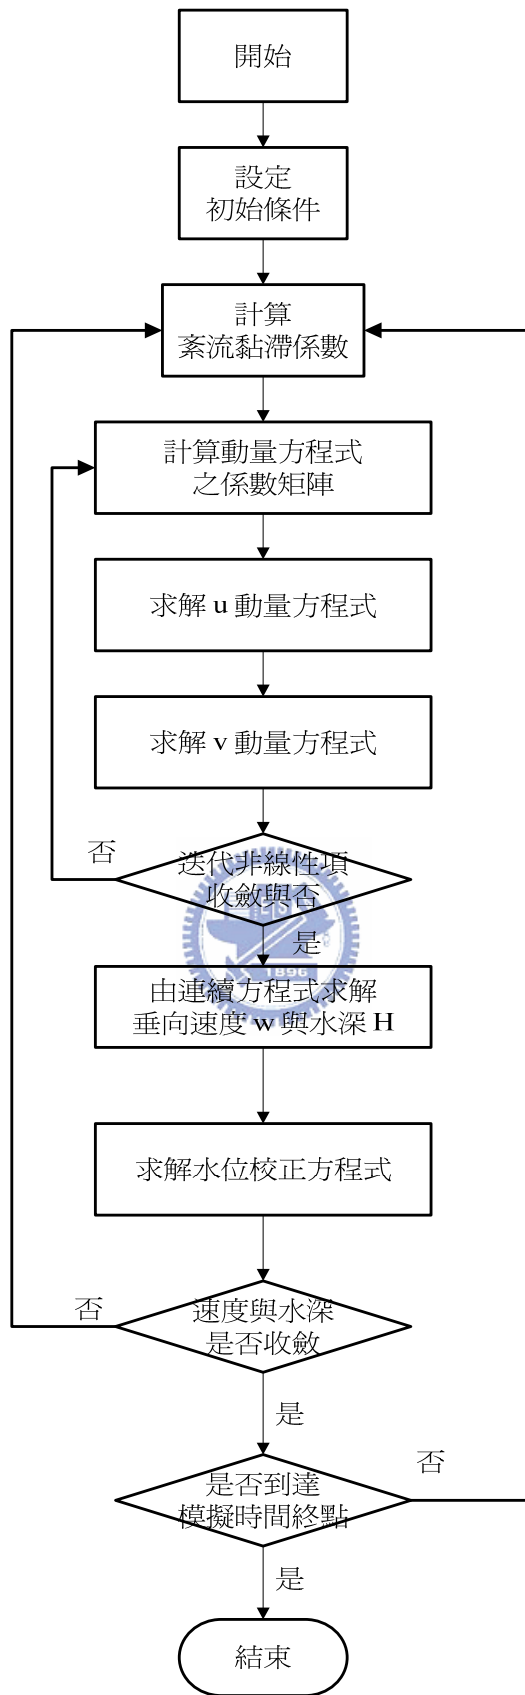 開始
設定
初始條件
計算
紊流黏滯係數
計算動量方程式
之係數矩陣
求解 u 動量方程式
求解 v 動量方程式
否
迭代非線性項
收斂與否
是
1896
由連續方程式求解
垂向速度 w 與水深 H
求解水位校正方程式
否
速度與水深
是否收斂
是
否
是否到達
模擬時間終點
是
結束